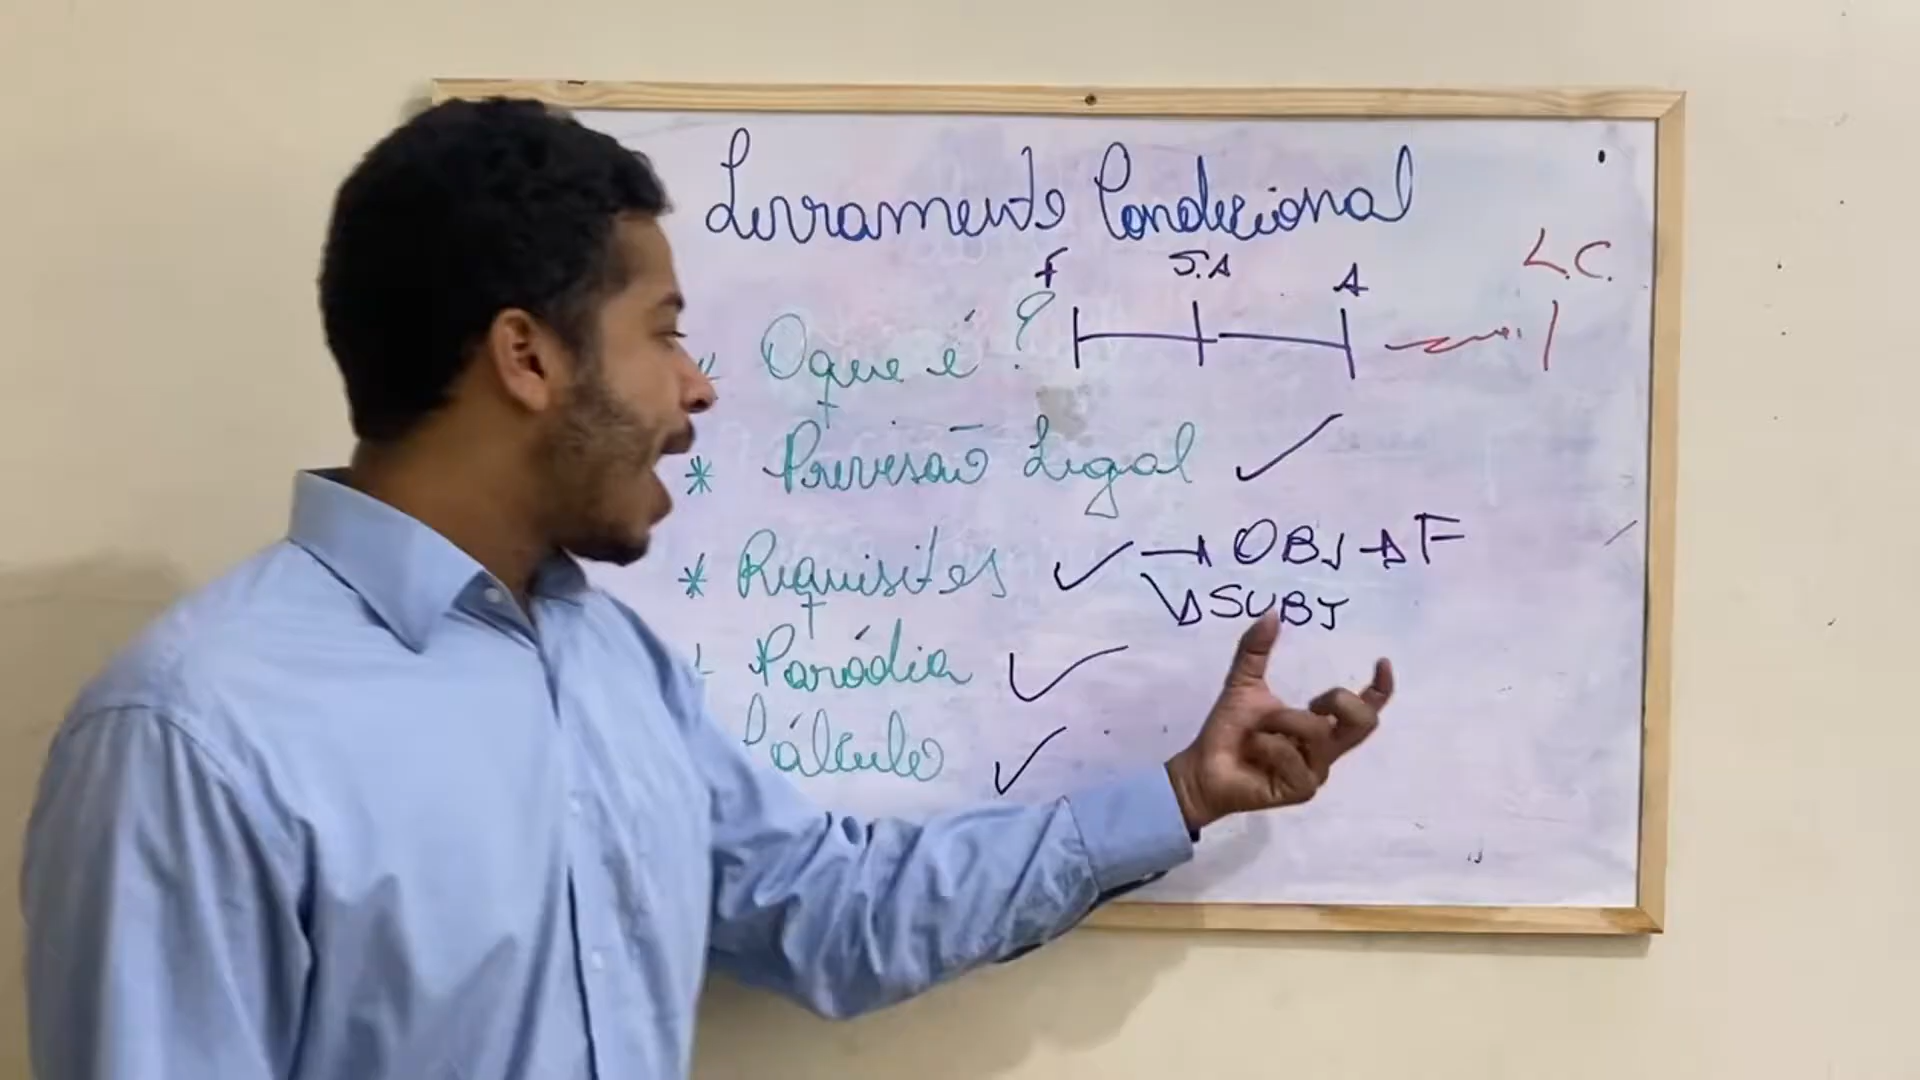 Livramento Condicional
F S.A A L.C.
* O que é?
* Previsão Legal ✓
* Requisitos ✓ → OBJ → F
→ SUBJ
* Paródia ✓
Cálculo ✓